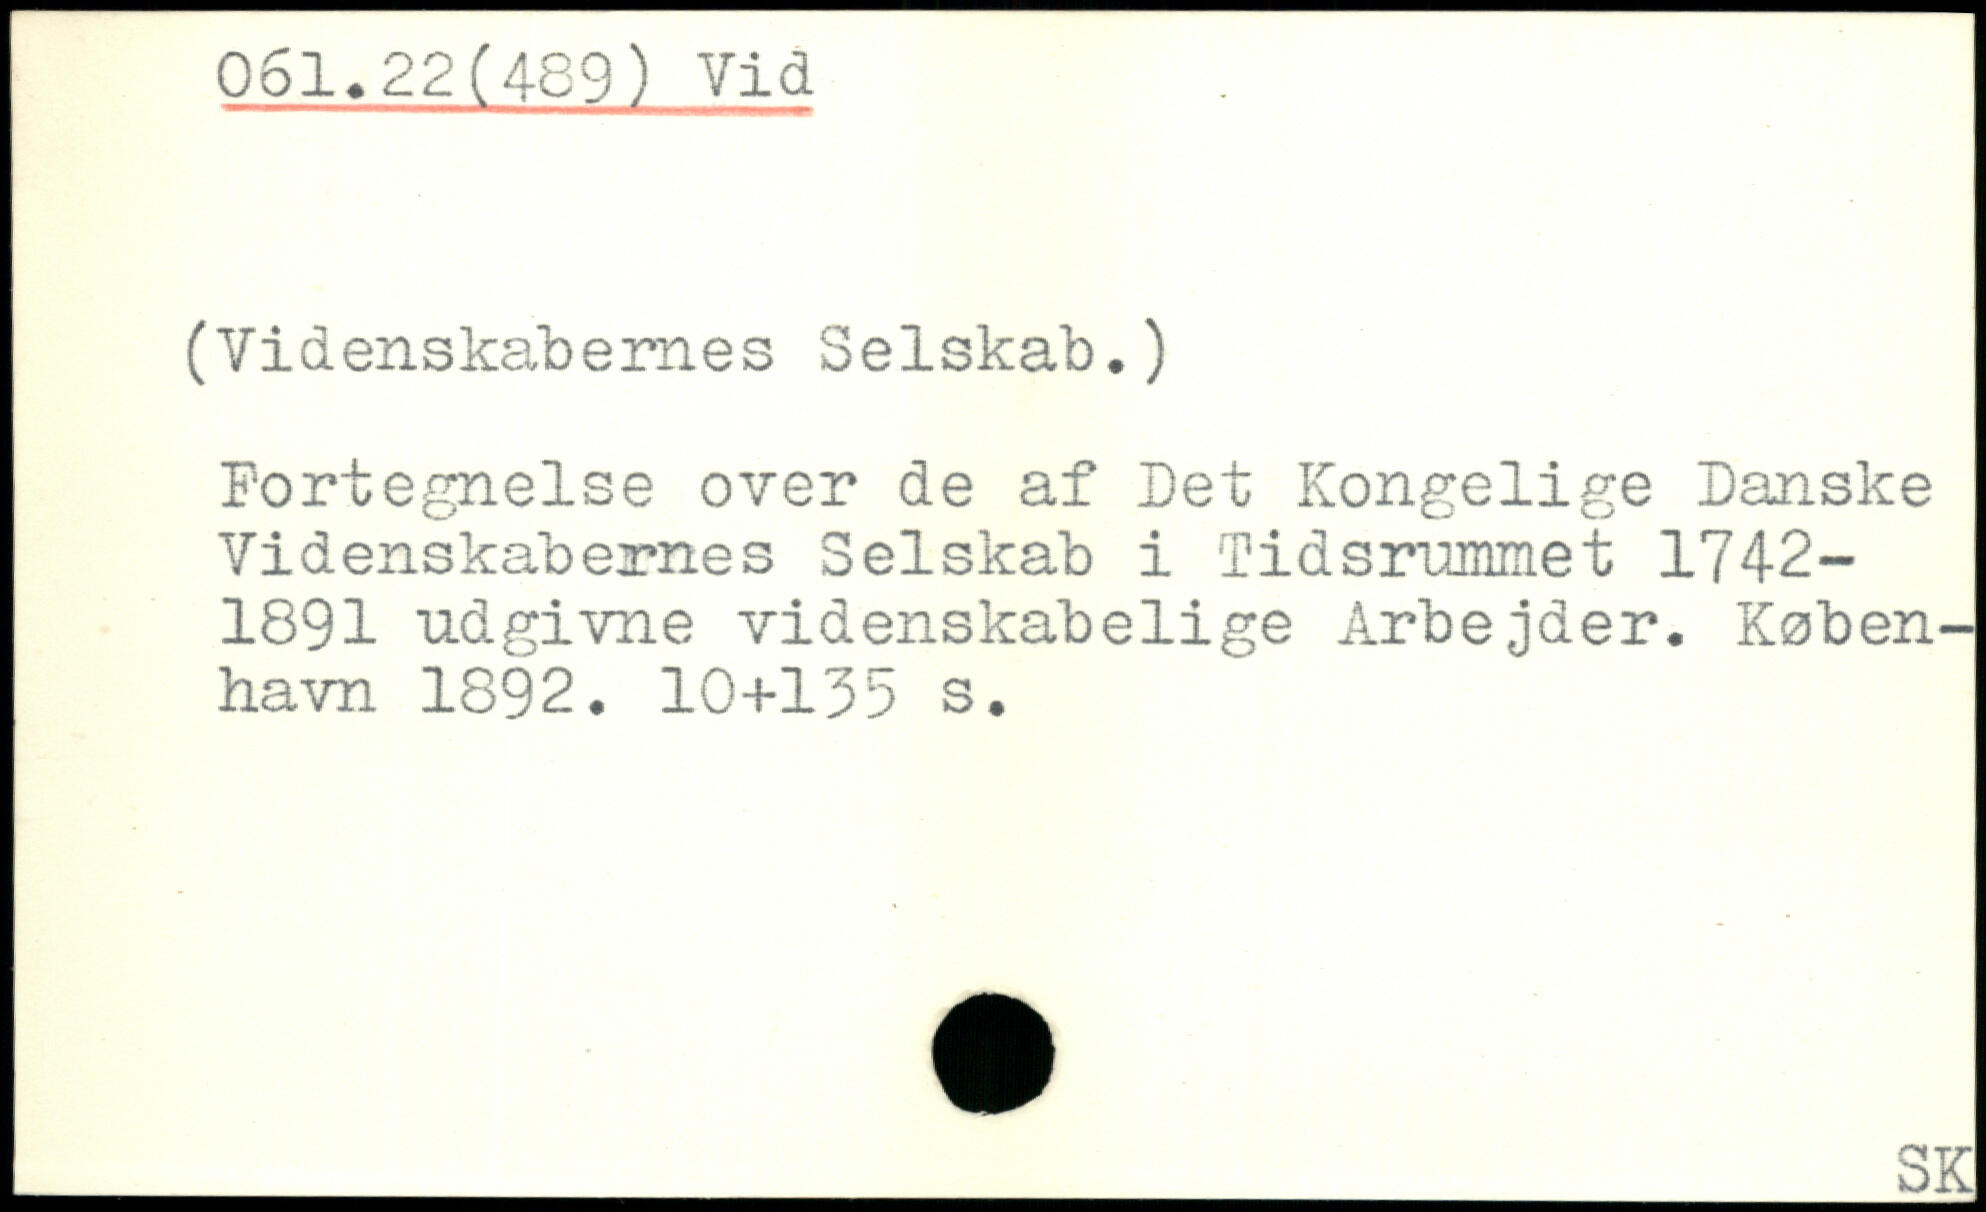 061.22(489) Vid
(Videnskabernes Selskab.)
Fortegnelse over de af Det Kongelige Danske
Videnskabernes Selskab i Tidsrummet 1742-
1891 udgivne videnskabelige Arbejder. Køben-
havn 1892. 10+135 s.
SK